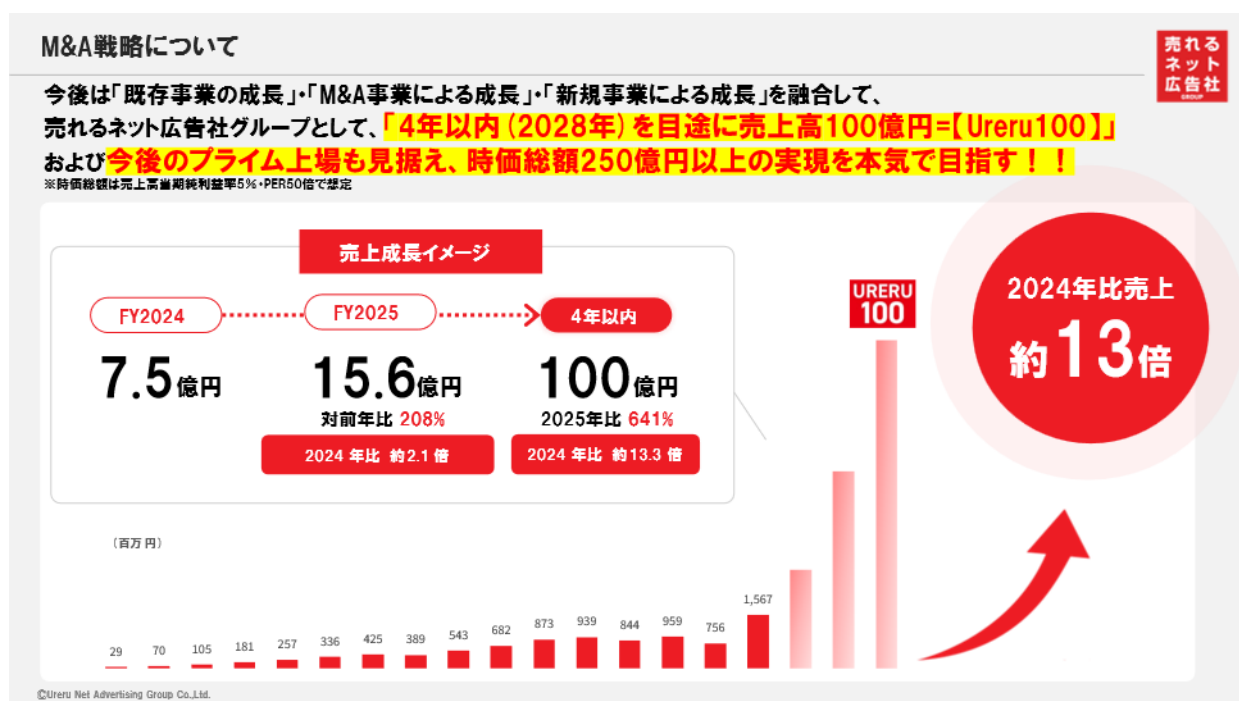 M&A戦略について
売れる
ネット
広告社
GROUP
今後は「既存事業の成長」・「M&A事業による成長」・「新規事業による成長」を融合して、
売れるネット広告社グループとして、「4年以内(2028年)を目途に売上高100億円=【Ureru100】」
および今後のプライム上場も見据え、時価総額250億円以上の実現を本気で目指す!!
※時価総額は売上高当期純利益率5%・PER50倍で想定
売上成長イメージ
FY2024
FY2025
4年以内
7.5億円
15.6億円
100億円
対前年比 208%
2025年比 641%
2024 年比 約2.1 倍
2024 年比 約13.3 倍
URERU
100
2024年比売上
約13倍
(百万円)
29
70
105
181
257
336
425
389
543
682
873
939
844
959
756
1,567
©Ureru Net Advertising Group Co.,Ltd.